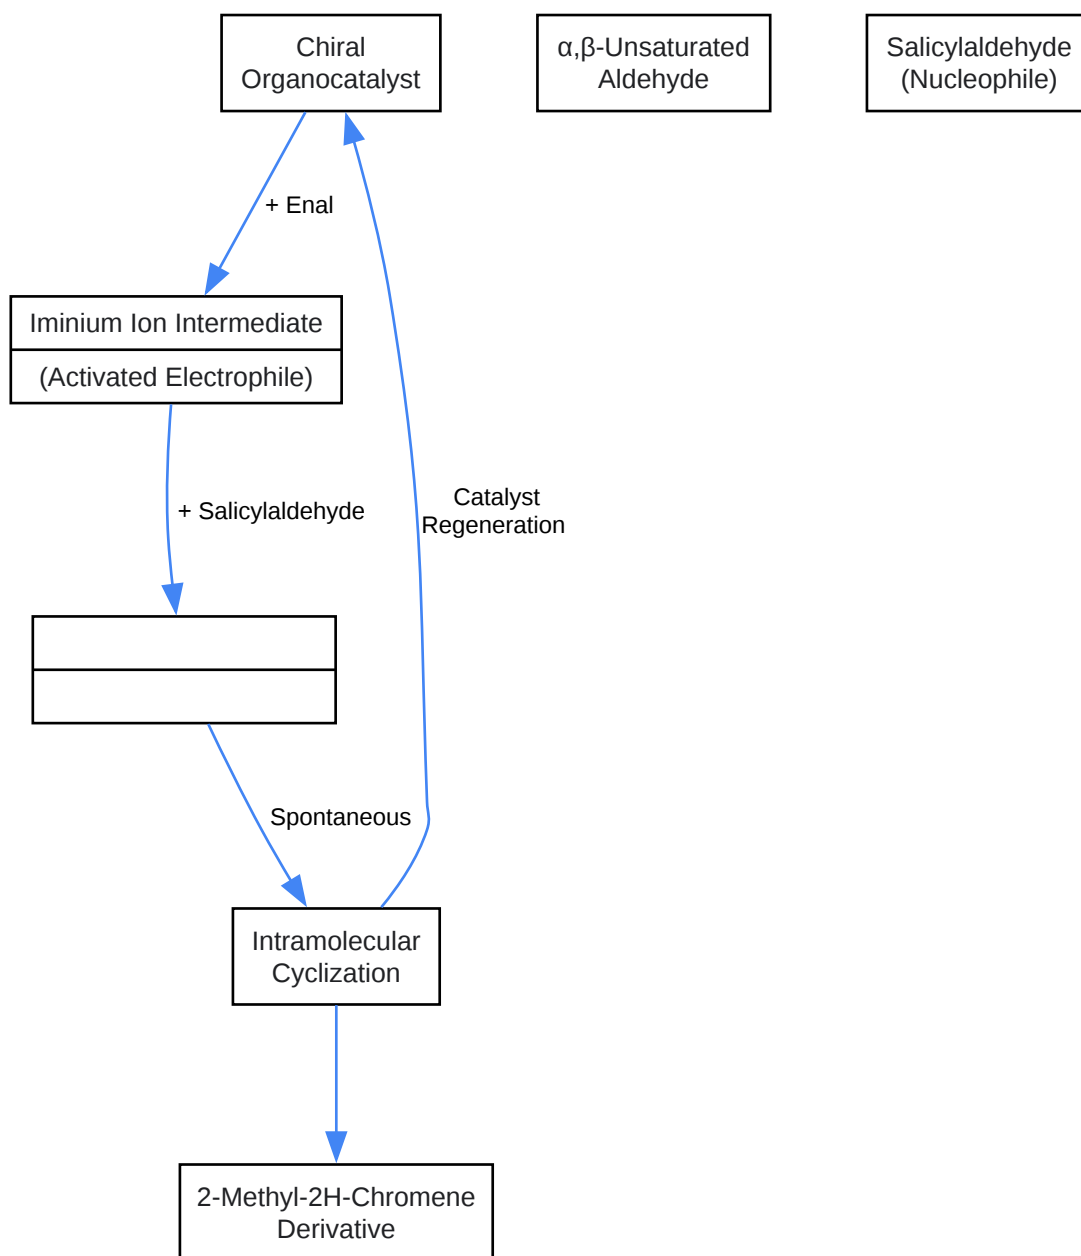 Chiral
Organocatalyst
α,β-Unsaturated
Aldehyde
Salicylaldehyde
(Nucleophile)
+ Enal
Iminium Ion Intermediate
(Activated Electrophile)
+ Salicylaldehyde
Catalyst
Regeneration
Spontaneous
Intramolecular
Cyclization
2-Methyl-2H-Chromene
Derivative